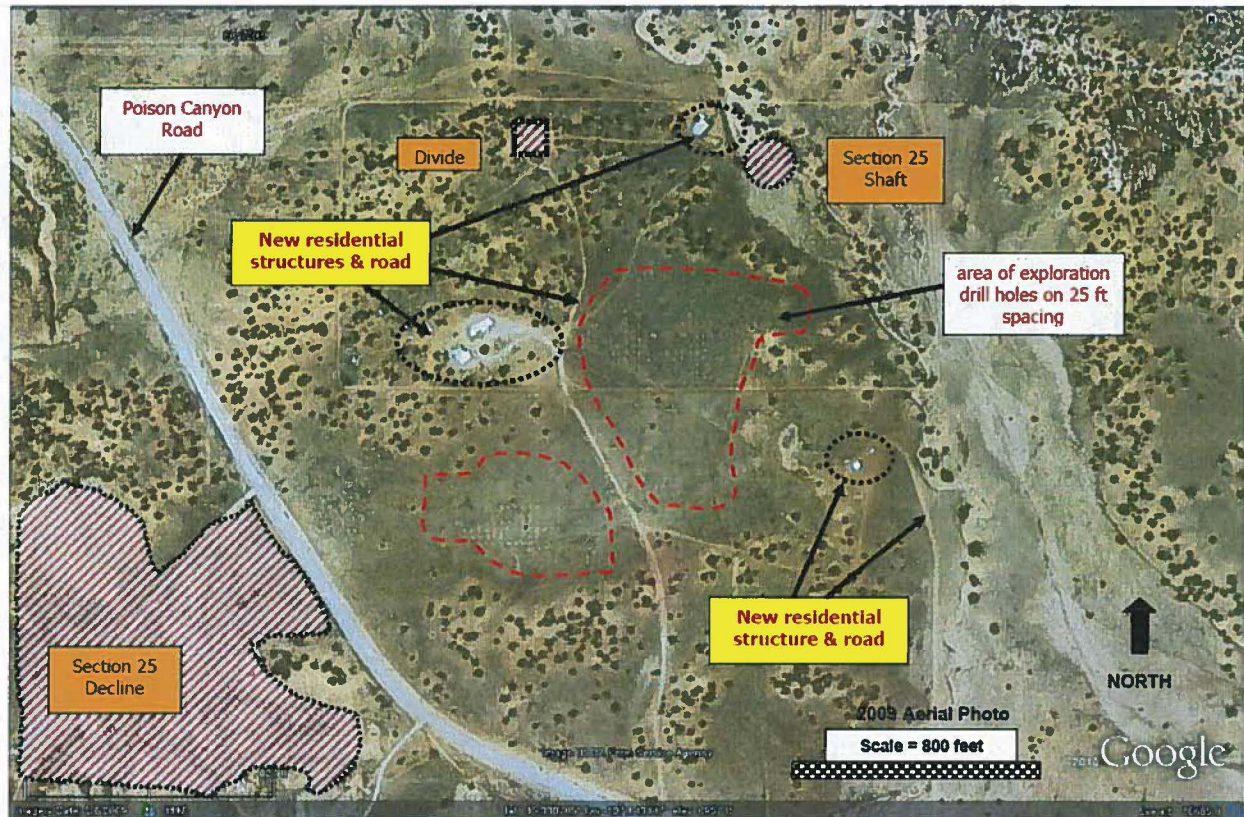 Poison Canyon
Road
Divide
Section 25
Shaft
New residential
structures & road
area of exploration
drill holes on 25 ft
spacing
Section 25
Decline
New residential
structure & road
NORTH
2009 Aerial Photo
Scale = 800 feet
Google